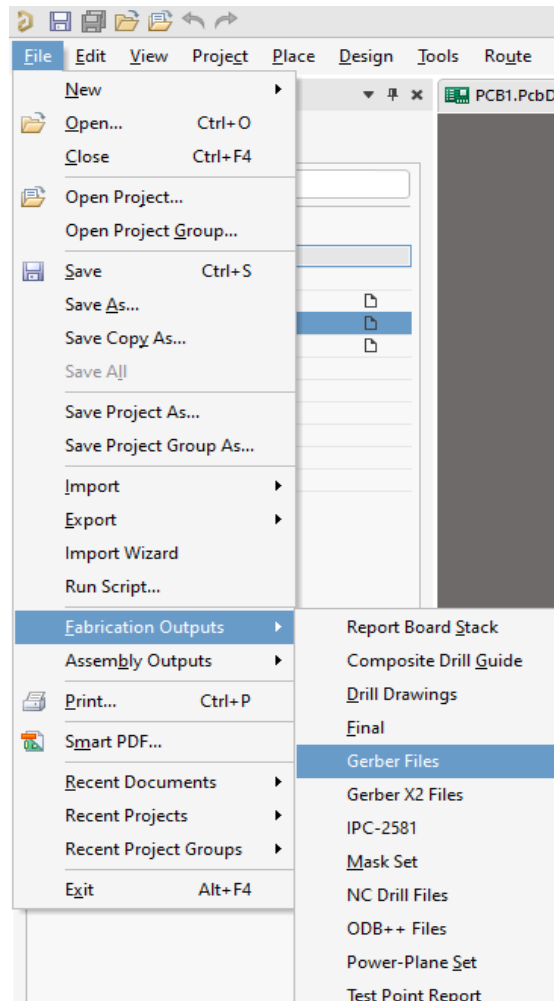 File Edit View Project Place Design Tools Route
PCB1.PcbD
New
Open... Ctrl+O
Close Ctrl+F4
Open Project...
Open Project Group...
Save Ctrl+S
Save As...
Save Copy As...
Save All
Save Project As...
Save Project Group As...
Import
Export
Import Wizard
Run Script...
Fabrication Outputs
Assembly Outputs
Print... Ctrl+P
Smart PDF...
Recent Documents
Recent Projects
Recent Project Groups
Exit Alt+F4
Report Board Stack
Composite Drill Guide
Drill Drawings
Final
Gerber Files
Gerber X2 Files
IPC-2581
Mask Set
NC Drill Files
ODB++ Files
Power-Plane Set
Test Point Report